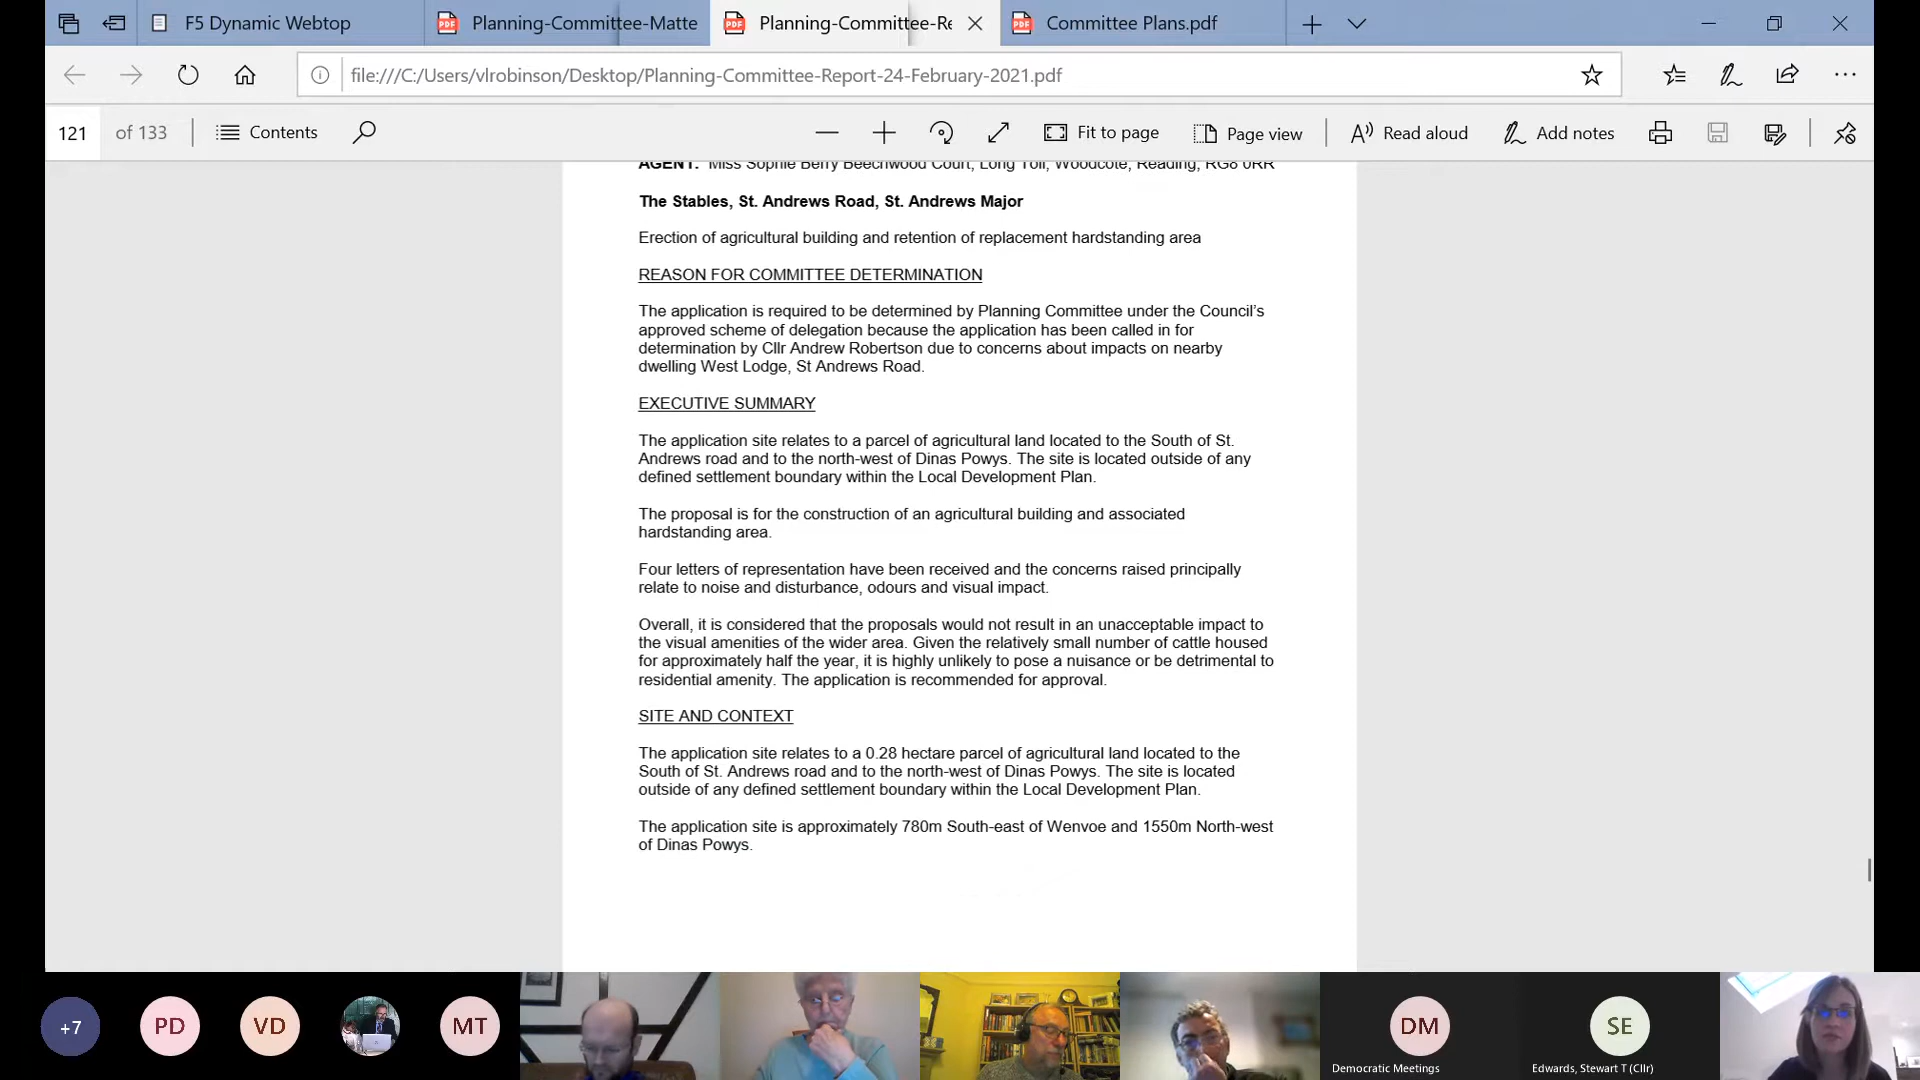 F5 Dynamic Webtop
Planning-Committee-Matte
Planning-Committee-Re
Committee Plans.pdf
file:///C:/Users/vlrobinson/Desktop/Planning-Committee-Report-24-February-2021.pdf
121 of 133
Contents
Fit to page
Page view
Read aloud
Add notes
AGENT: Miss Sophie Berry Beechwood Court, Long Toll, Woodcote, Reading, RG8 0RR
The Stables, St. Andrews Road, St. Andrews Major
Erection of agricultural building and retention of replacement hardstanding area
REASON FOR COMMITTEE DETERMINATION
The application is required to be determined by Planning Committee under the Council's
approved scheme of delegation because the application has been called in for
determination by Cllr Andrew Robertson due to concerns about impacts on nearby
dwelling West Lodge, St Andrews Road.
EXECUTIVE SUMMARY
The application site relates to a parcel of agricultural land located to the South of St.
Andrews road and to the north-west of Dinas Powys. The site is located outside of any
defined settlement boundary within the Local Development Plan.
The proposal is for the construction of an agricultural building and associated
hardstanding area.
Four letters of representation have been received and the concerns raised principally
relate to noise and disturbance, odours and visual impact.
Overall, it is considered that the proposals would not result in an unacceptable impact to
the visual amenities of the wider area. Given the relatively small number of cattle housed
for approximately half the year, it is highly unlikely to pose a nuisance or be detrimental to
residential amenity. The application is recommended for approval.
SITE AND CONTEXT
The application site relates to a 0.28 hectare parcel of agricultural land located to the
South of St. Andrews road and to the north-west of Dinas Powys. The site is located
outside of any defined settlement boundary within the Local Development Plan.
The application site is approximately 780m South-east of Wenvoe and 1550m North-west
of Dinas Powys.
+7
PD
VD
MT
DM
SE
Democratic Meetings
Edwards, Stewart T (Cllr)